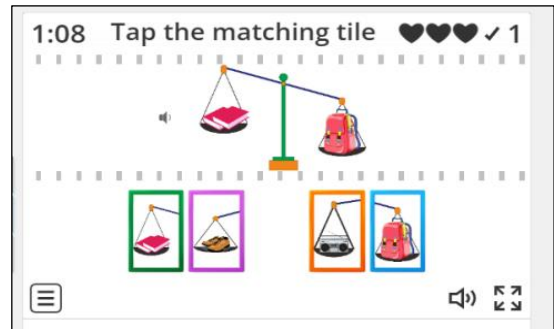 1:08 Tap the matching tile ✓ 1